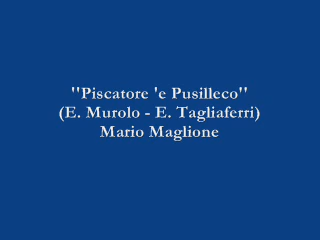 ''Piscatore 'e Pusilleco''
(E. Murolo - E. Tagliaferri)
Mario Maglione